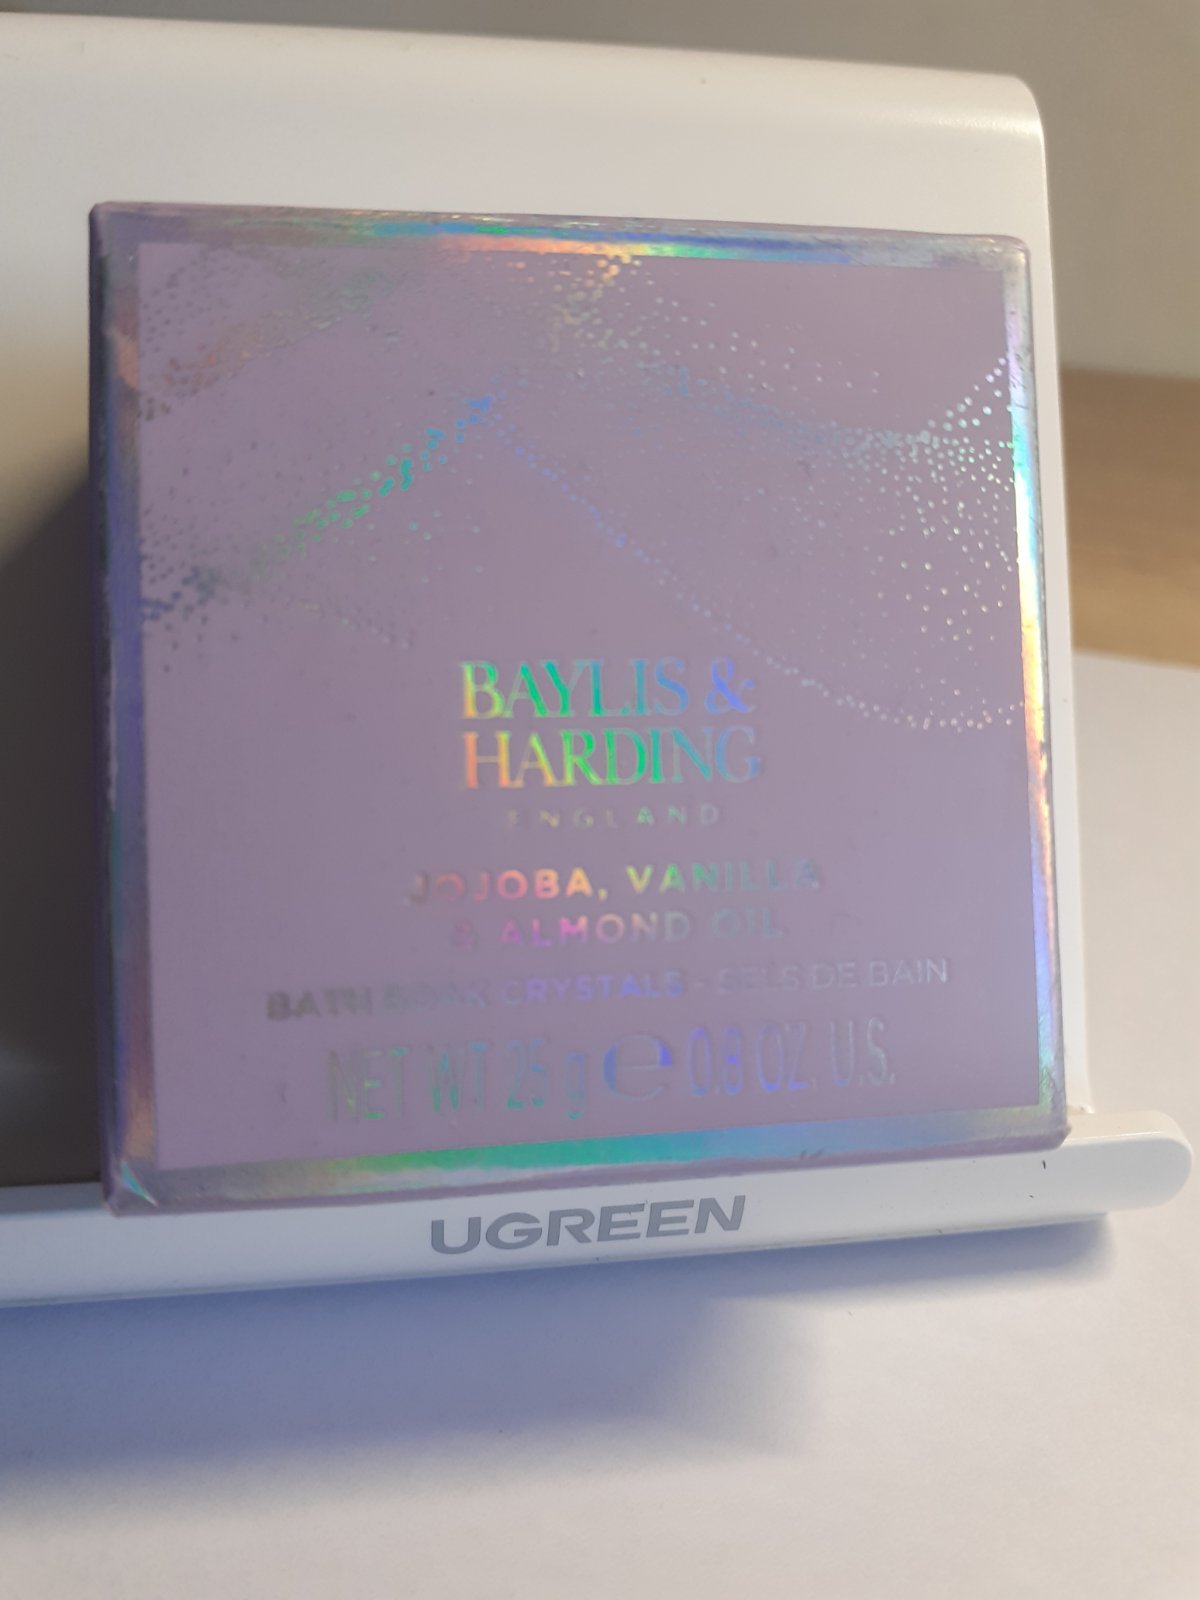 BAYLIS &
HARDING
ENGLAND
JOJOBA, VANILLA
& ALMOND OIL
BATH SOAK CRYSTALS - SELS DE BAIN
NET WT 25 g e 0.8 OZ. U.S.
UGREEN